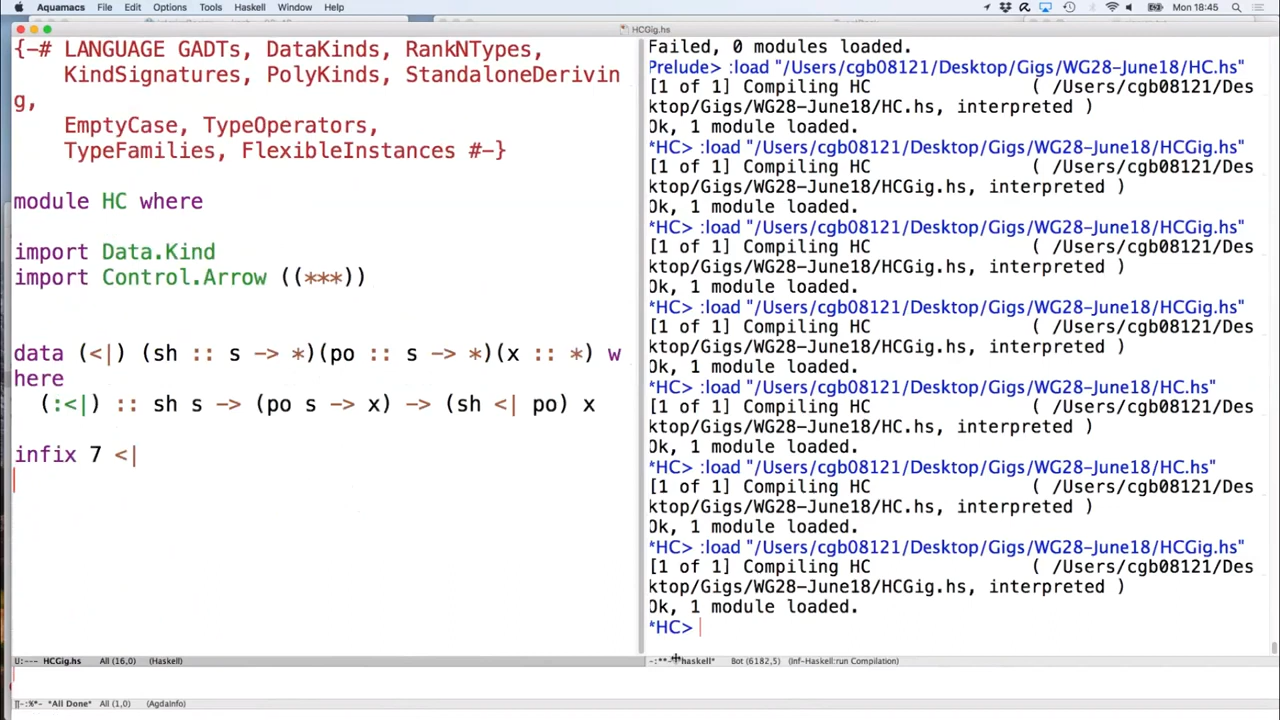 Aquamacs File Edit Options Tools Haskell Window Help Mon 18:45
HCGig.hs
{-# LANGUAGE GADTs, DataKinds, RankNTypes,
KindSignatures, PolyKinds, StandaloneDerivin
g,
EmptyCase, TypeOperators,
TypeFamilies, FlexibleInstances #-}
module HC where
import Data.Kind
import Control.Arrow ((***))
data (<|) (sh :: s -> *)(po :: s -> *)(x :: *) w
here
(:<|) :: sh s -> (po s -> x) -> (sh <| po) x
infix 7 <|
U:--- HCGig.hs All (16,0) (Haskell)
Failed, 0 modules loaded.
Prelude> :load "/Users/cgb08121/Desktop/Gigs/WG28-June18/HC.hs"
[1 of 1] Compiling HC ( /Users/cgb08121/Des
ktop/Gigs/WG28-June18/HC.hs, interpreted )
Ok, 1 module loaded.
*HC> :load "/Users/cgb08121/Desktop/Gigs/WG28-June18/HCGig.hs"
[1 of 1] Compiling HC ( /Users/cgb08121/Des
ktop/Gigs/WG28-June18/HCGig.hs, interpreted )
Ok, 1 module loaded.
*HC> :load "/Users/cgb08121/Desktop/Gigs/WG28-June18/HCGig.hs"
[1 of 1] Compiling HC ( /Users/cgb08121/Des
ktop/Gigs/WG28-June18/HCGig.hs, interpreted )
Ok, 1 module loaded.
*HC> :load "/Users/cgb08121/Desktop/Gigs/WG28-June18/HCGig.hs"
[1 of 1] Compiling HC ( /Users/cgb08121/Des
ktop/Gigs/WG28-June18/HCGig.hs, interpreted )
Ok, 1 module loaded.
*HC> :load "/Users/cgb08121/Desktop/Gigs/WG28-June18/HC.hs"
[1 of 1] Compiling HC ( /Users/cgb08121/Des
ktop/Gigs/WG28-June18/HC.hs, interpreted )
Ok, 1 module loaded.
*HC> :load "/Users/cgb08121/Desktop/Gigs/WG28-June18/HC.hs"
[1 of 1] Compiling HC ( /Users/cgb08121/Des
ktop/Gigs/WG28-June18/HC.hs, interpreted )
Ok, 1 module loaded.
*HC> :load "/Users/cgb08121/Desktop/Gigs/WG28-June18/HCGig.hs"
[1 of 1] Compiling HC ( /Users/cgb08121/Des
ktop/Gigs/WG28-June18/HCGig.hs, interpreted )
Ok, 1 module loaded.
*HC>
-:**- *haskell* Bot (6182,5) (Inf-Haskell:run Compilation)
-:%*- *All Done* All (1,0) (AgdaInfo)